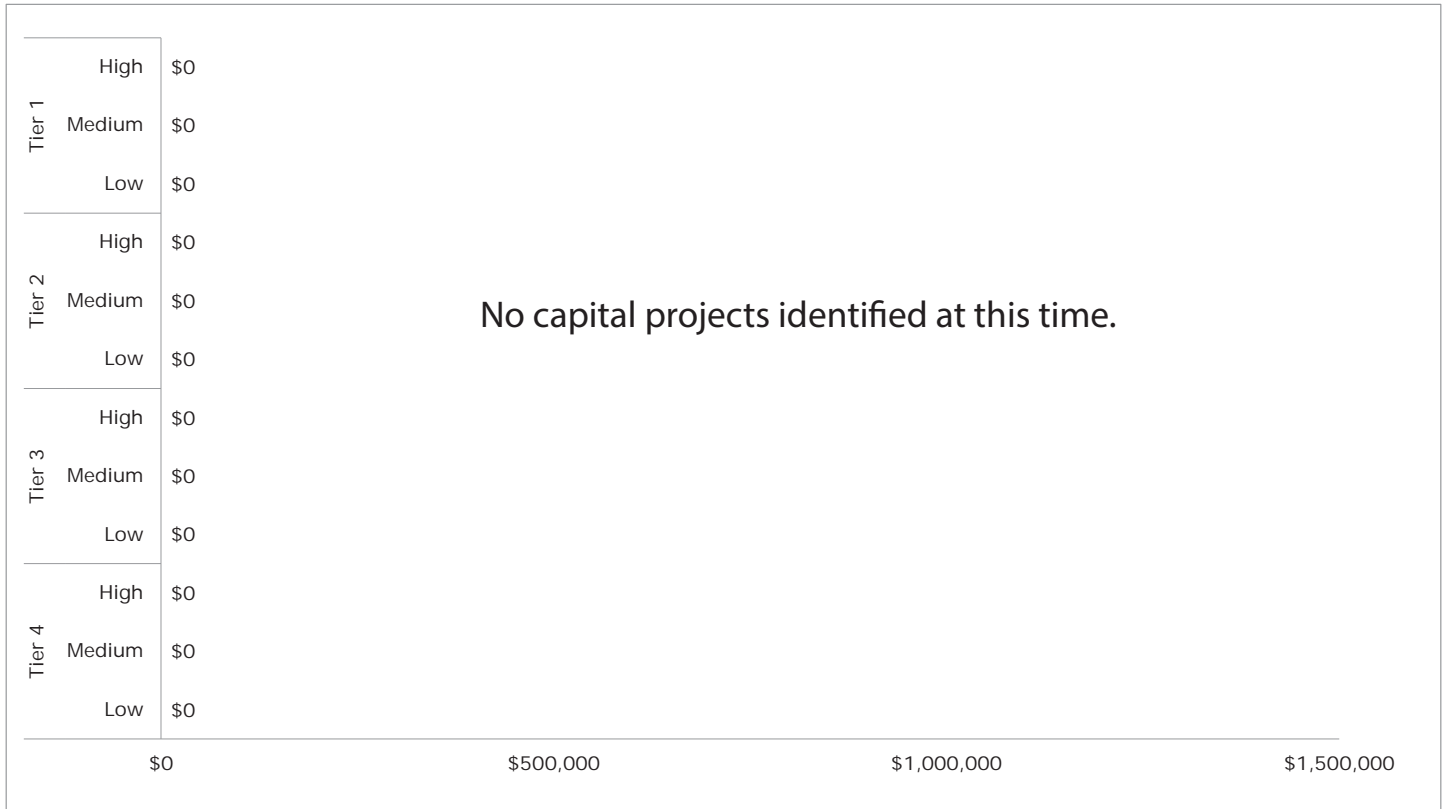 Tier 1
High $0
Medium $0
Low $0
Tier 2
High $0
Medium $0
Low $0
No capital projects identified at this time.
Tier 3
High $0
Medium $0
Low $0
Tier 4
High $0
Medium $0
Low $0
$0 $500,000 $1,000,000 $1,500,000